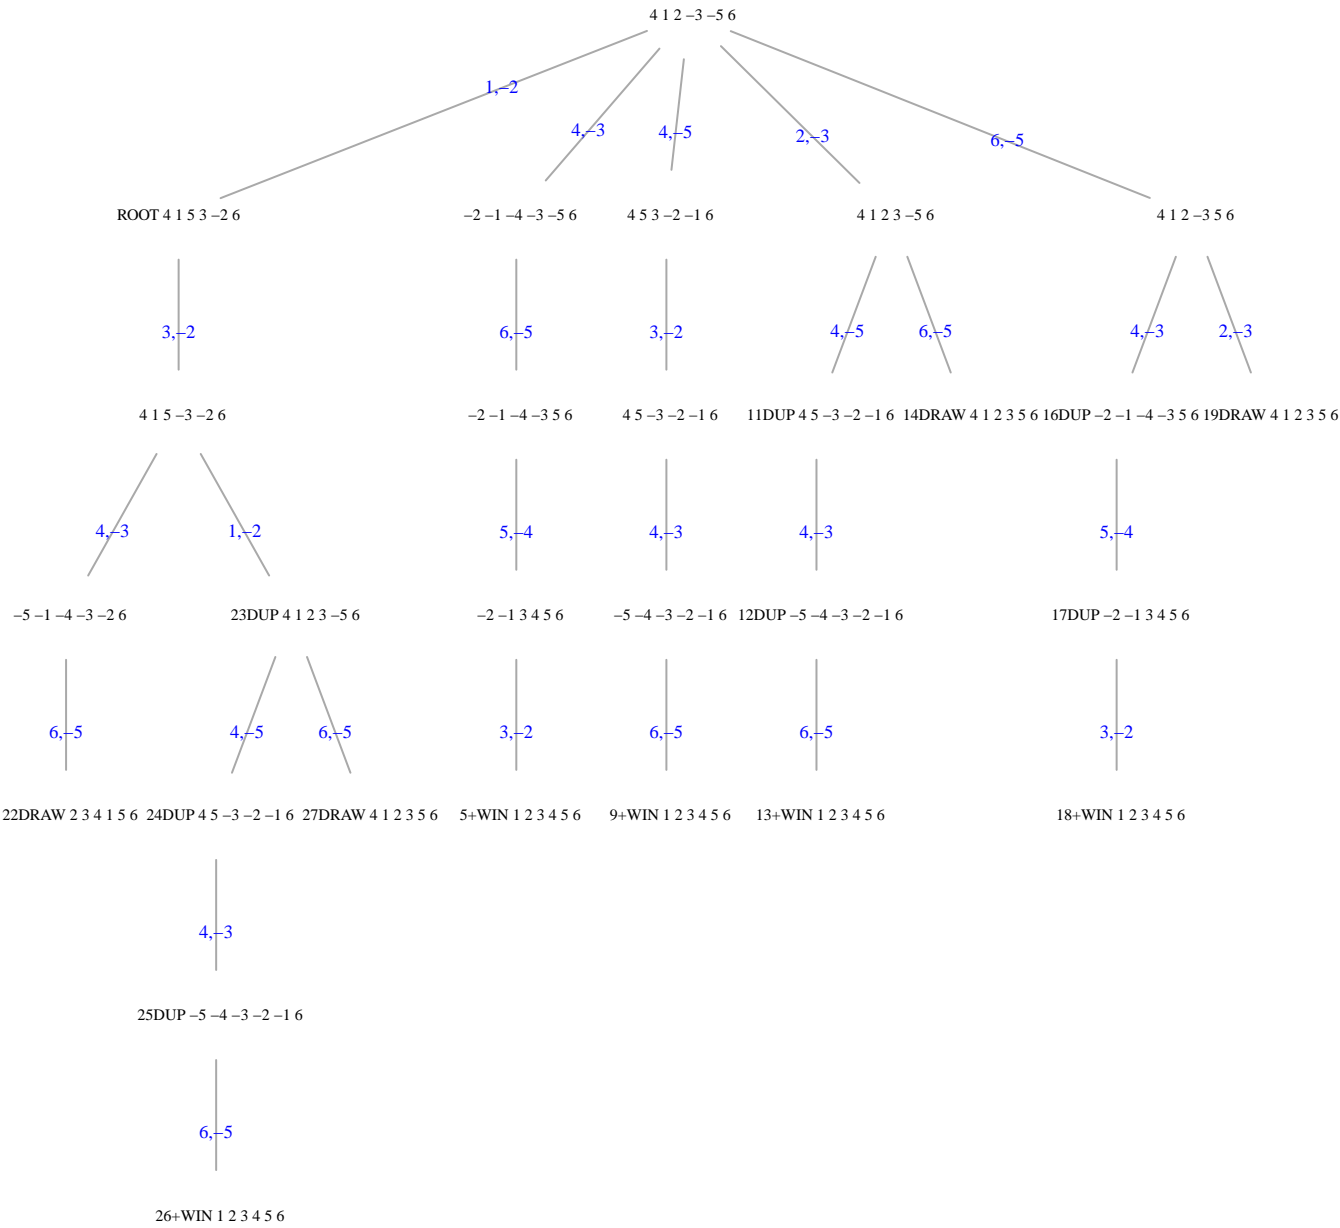 4 1 2 –3 –5 6
1,–2
4,–3
4,–5
2,–3
6,–5
ROOT 4 1 5 3 –2 6
–2 –1 –4 –3 –5 6
4 5 3 –2 –1 6
4 1 2 3 –5 6
4 1 2 –3 5 6
3,–2
6,–5
3,–2
4,–5
6,–5
4,–3
2,–3
4 1 5 –3 –2 6
–2 –1 –4 –3 5 6
4 5 –3 –2 –1 6
11DUP 4 5 –3 –2 –1 6
14DRAW 4 1 2 3 5 6
16DUP –2 –1 –4 –3 5 6
19DRAW 4 1 2 3 5 6
4,–3
1,–2
5,–4
4,–3
4,–3
5,–4
–5 –1 –4 –3 –2 6
23DUP 4 1 2 3 –5 6
–2 –1 3 4 5 6
–5 –4 –3 –2 –1 6
12DUP –5 –4 –3 –2 –1 6
17DUP –2 –1 3 4 5 6
6,–5
4,–5
6,–5
3,–2
6,–5
6,–5
3,–2
22DRAW 2 3 4 1 5 6
24DUP 4 5 –3 –2 –1 6
27DRAW 4 1 2 3 5 6
5+WIN 1 2 3 4 5 6
9+WIN 1 2 3 4 5 6
13+WIN 1 2 3 4 5 6
18+WIN 1 2 3 4 5 6
4,–3
25DUP –5 –4 –3 –2 –1 6
6,–5
26+WIN 1 2 3 4 5 6